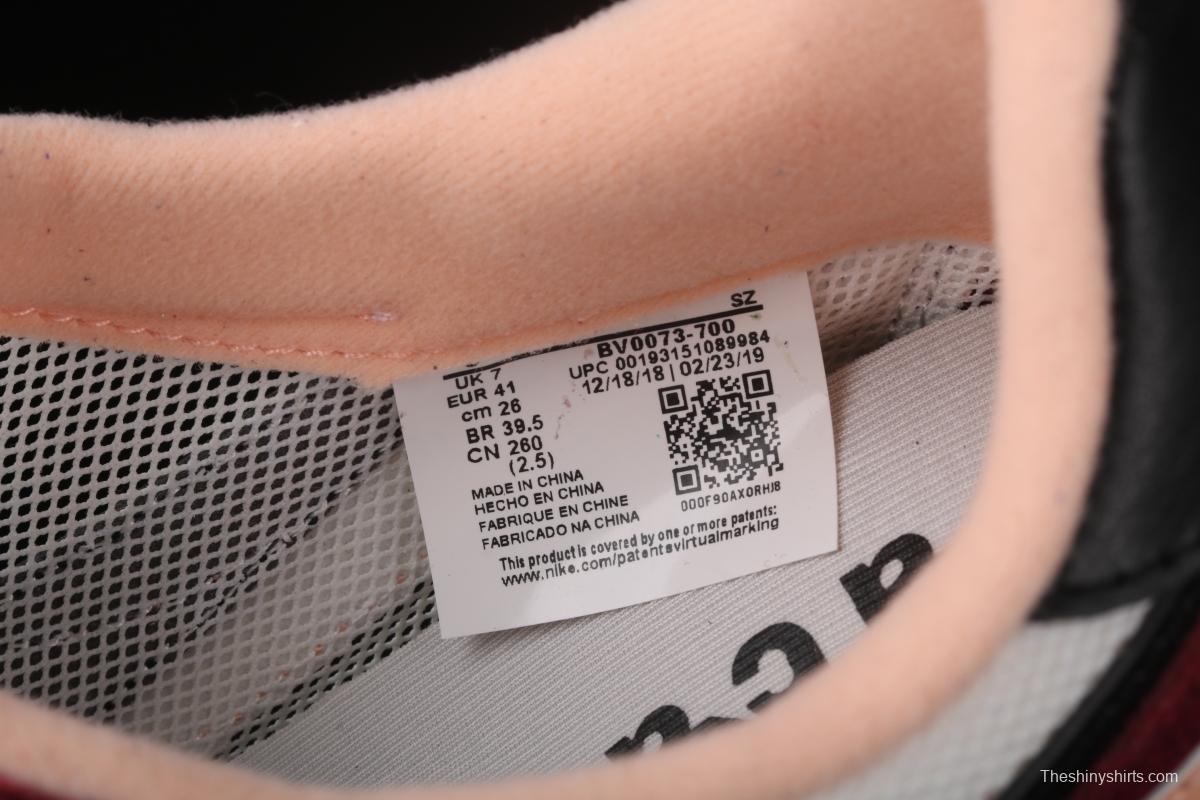 SZ
BV0073-700
UPC 00193151089984
12/18/18 | 02/23/19
UK 7
EUR 41
cm 26
BR 39.5
CN 260
(2.5)
MADE IN CHINA
HECHO EN CHINA
FABRIQUE EN CHINE
FABRICADO NA CHINA
000F90AX0RHJ8
This product is covered by one or more patents:
www.nike.com/patentsvirtualmarking
Theshinyshirts.com